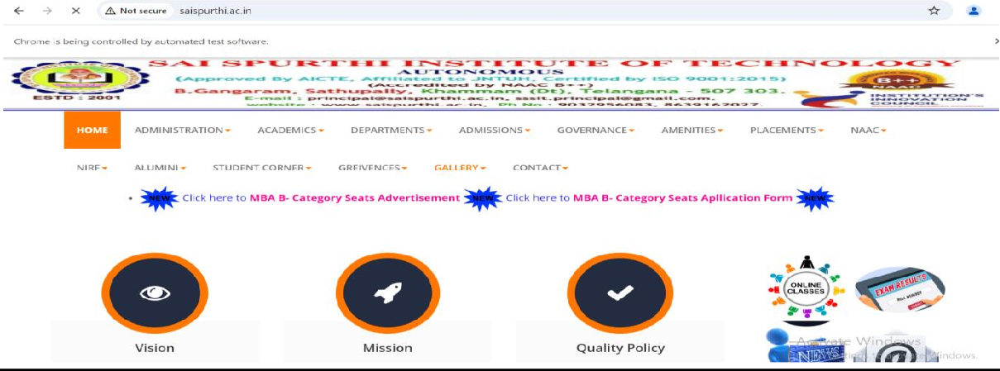 Not secure saispurthi.ac.in
Chrome is being controlled by automated test software.
SAI SPURTHI INSTITUTE OF TECHNOLOGY
AUTONOMOUS
(Approved By AICTE, Affiliated to JNTUH, Certified by ISO 9001:2015)
(Accredited by NAAC B++)
B.Gangaram, Sathupally, Khammam (Dt), Telangana - 507 303.
E-mail : principal@saispurthi.ac.in, sssit.principal@gmail.com.
website : www.saispurthi.ac.in, Ph No : 9032956083, 8639162027.
ESTD : 2001
B++
NAAC
INSTITUTION'S
INNOVATION
COUNCIL
HOME ADMINISTRATION ACADEMICS DEPARTMENTS ADMISSIONS GOVERNANCE AMENITIES PLACEMENTS NAAC
NIRF ALUMINI STUDENT CORNER GREIVENCES GALLERY CONTACT
NEW Click here to MBA B- Category Seats Advertisement NEW Click here to MBA B- Category Seats Apllication Form NEW
ONLINE
CLASSES
EXAM RESULTS
ROLL NUMBER
Vision Mission Quality Policy
NEWS
Activate Windows
Windows.